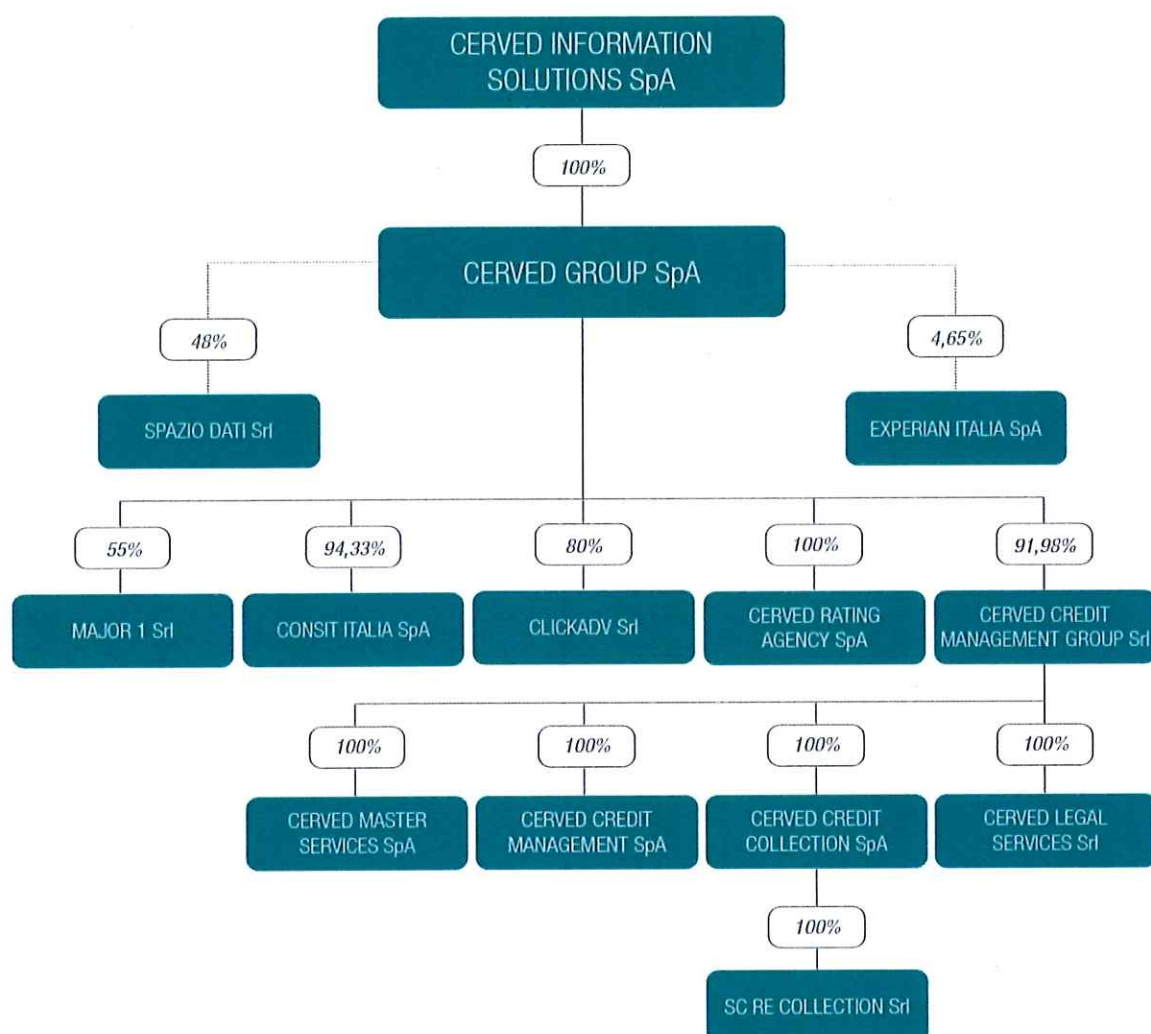 CERVED INFORMATION
SOLUTIONS SpA
100%
CERVED GROUP SpA
48%
4,65%
SPAZIO DATI Srl
EXPERIAN ITALIA SpA
55%
94,33%
80%
100%
91,98%
MAJOR 1 Srl
CONSIT ITALIA SpA
CLICKADV Srl
CERVED RATING
AGENCY SpA
CERVED CREDIT
MANAGEMENT GROUP Srl
100%
100%
100%
100%
CERVED MASTER
SERVICES SpA
CERVED CREDIT
MANAGEMENT SpA
CERVED CREDIT
COLLECTION SpA
CERVED LEGAL
SERVICES Srl
100%
SC RE COLLECTION Srl